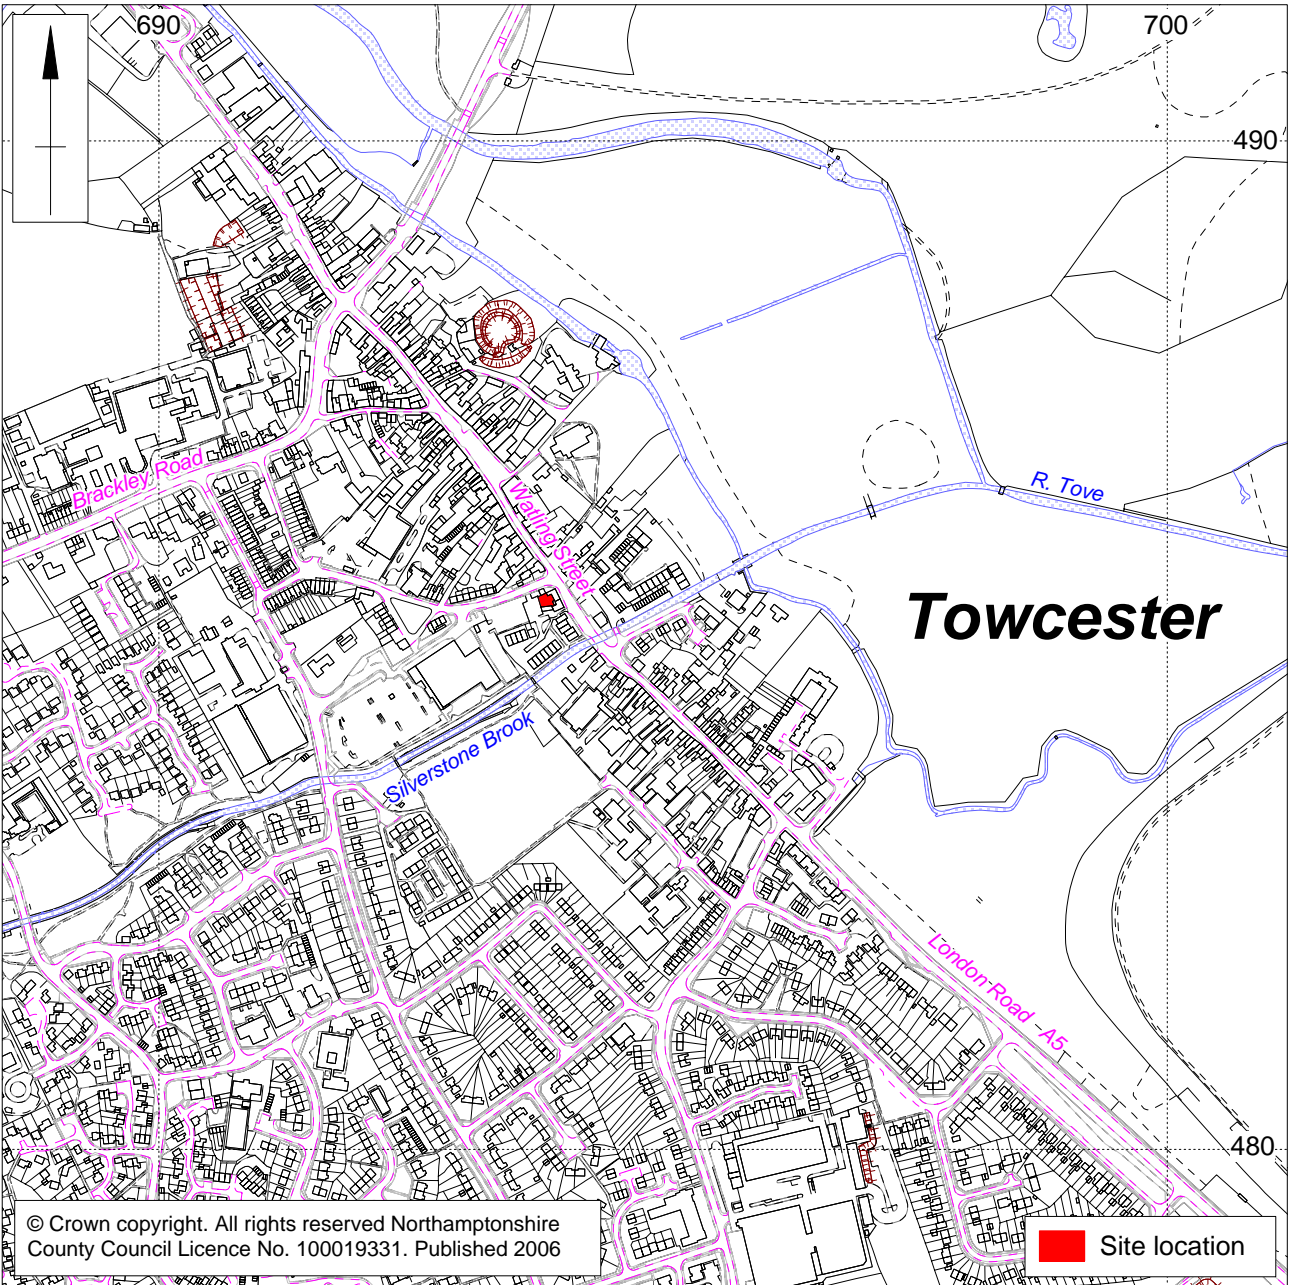 690
700
490
Brackley Road
Watling Street
R. Tove
Towcester
Silverstone Brook
London Road - A5
480
© Crown copyright. All rights reserved Northamptonshire
County Council Licence No. 100019331. Published 2006
Site location